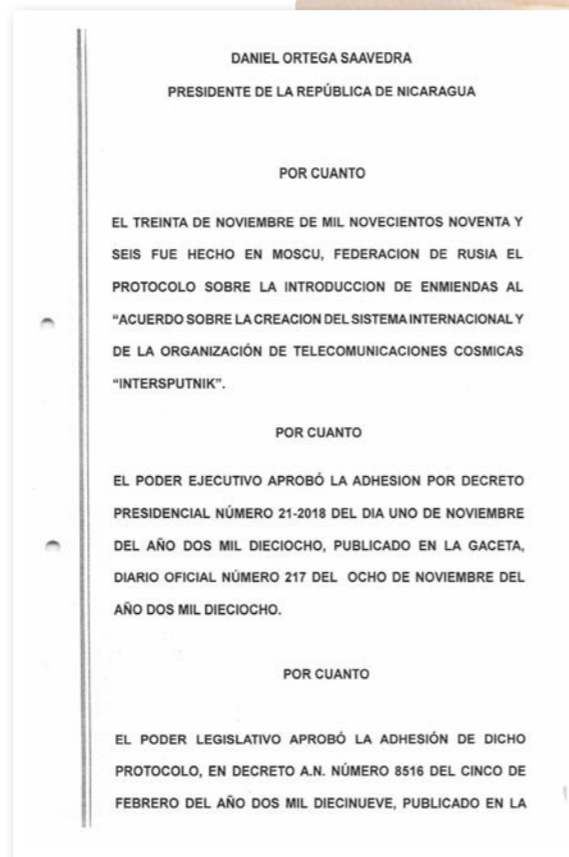 DANIEL ORTEGA SAAVEDRA
PRESIDENTE DE LA REPÚBLICA DE NICARAGUA
POR CUANTO
EL TREINTA DE NOVIEMBRE DE MIL NOVECIENTOS NOVENTA Y
SEIS FUE HECHO EN MOSCU, FEDERACION DE RUSIA EL
PROTOCOLO SOBRE LA INTRODUCCION DE ENMIENDAS AL
“ACUERDO SOBRE LA CREACION DEL SISTEMA INTERNACIONAL Y
DE LA ORGANIZACIÓN DE TELECOMUNICACIONES COSMICAS
“INTERSPUTNIK”.
POR CUANTO
EL PODER EJECUTIVO APROBÓ LA ADHESION POR DECRETO
PRESIDENCIAL NÚMERO 21-2018 DEL DIA UNO DE NOVIEMBRE
DEL AÑO DOS MIL DIECIOCHO, PUBLICADO EN LA GACETA,
DIARIO OFICIAL NÚMERO 217 DEL OCHO DE NOVIEMBRE DEL
AÑO DOS MIL DIECIOCHO.
POR CUANTO
EL PODER LEGISLATIVO APROBÓ LA ADHESIÓN DE DICHO
PROTOCOLO, EN DECRETO A.N. NÚMERO 8516 DEL CINCO DE
FEBRERO DEL AÑO DOS MIL DIECINUEVE, PUBLICADO EN LA